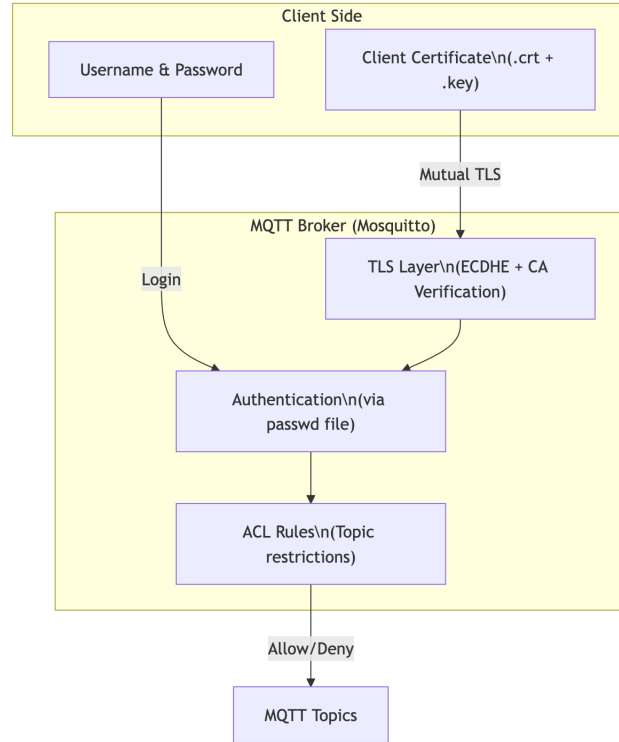 Client Side
Username & Password
Client Certificate\n(.crt +
.key)
Mutual TLS
MQTT Broker (Mosquitto)
TLS Layer\n(ECDHE + CA
Verification)
Login
Authentication\n(via
passwd file)
ACL Rules\n(Topic
restrictions)
Allow/Deny
MQTT Topics